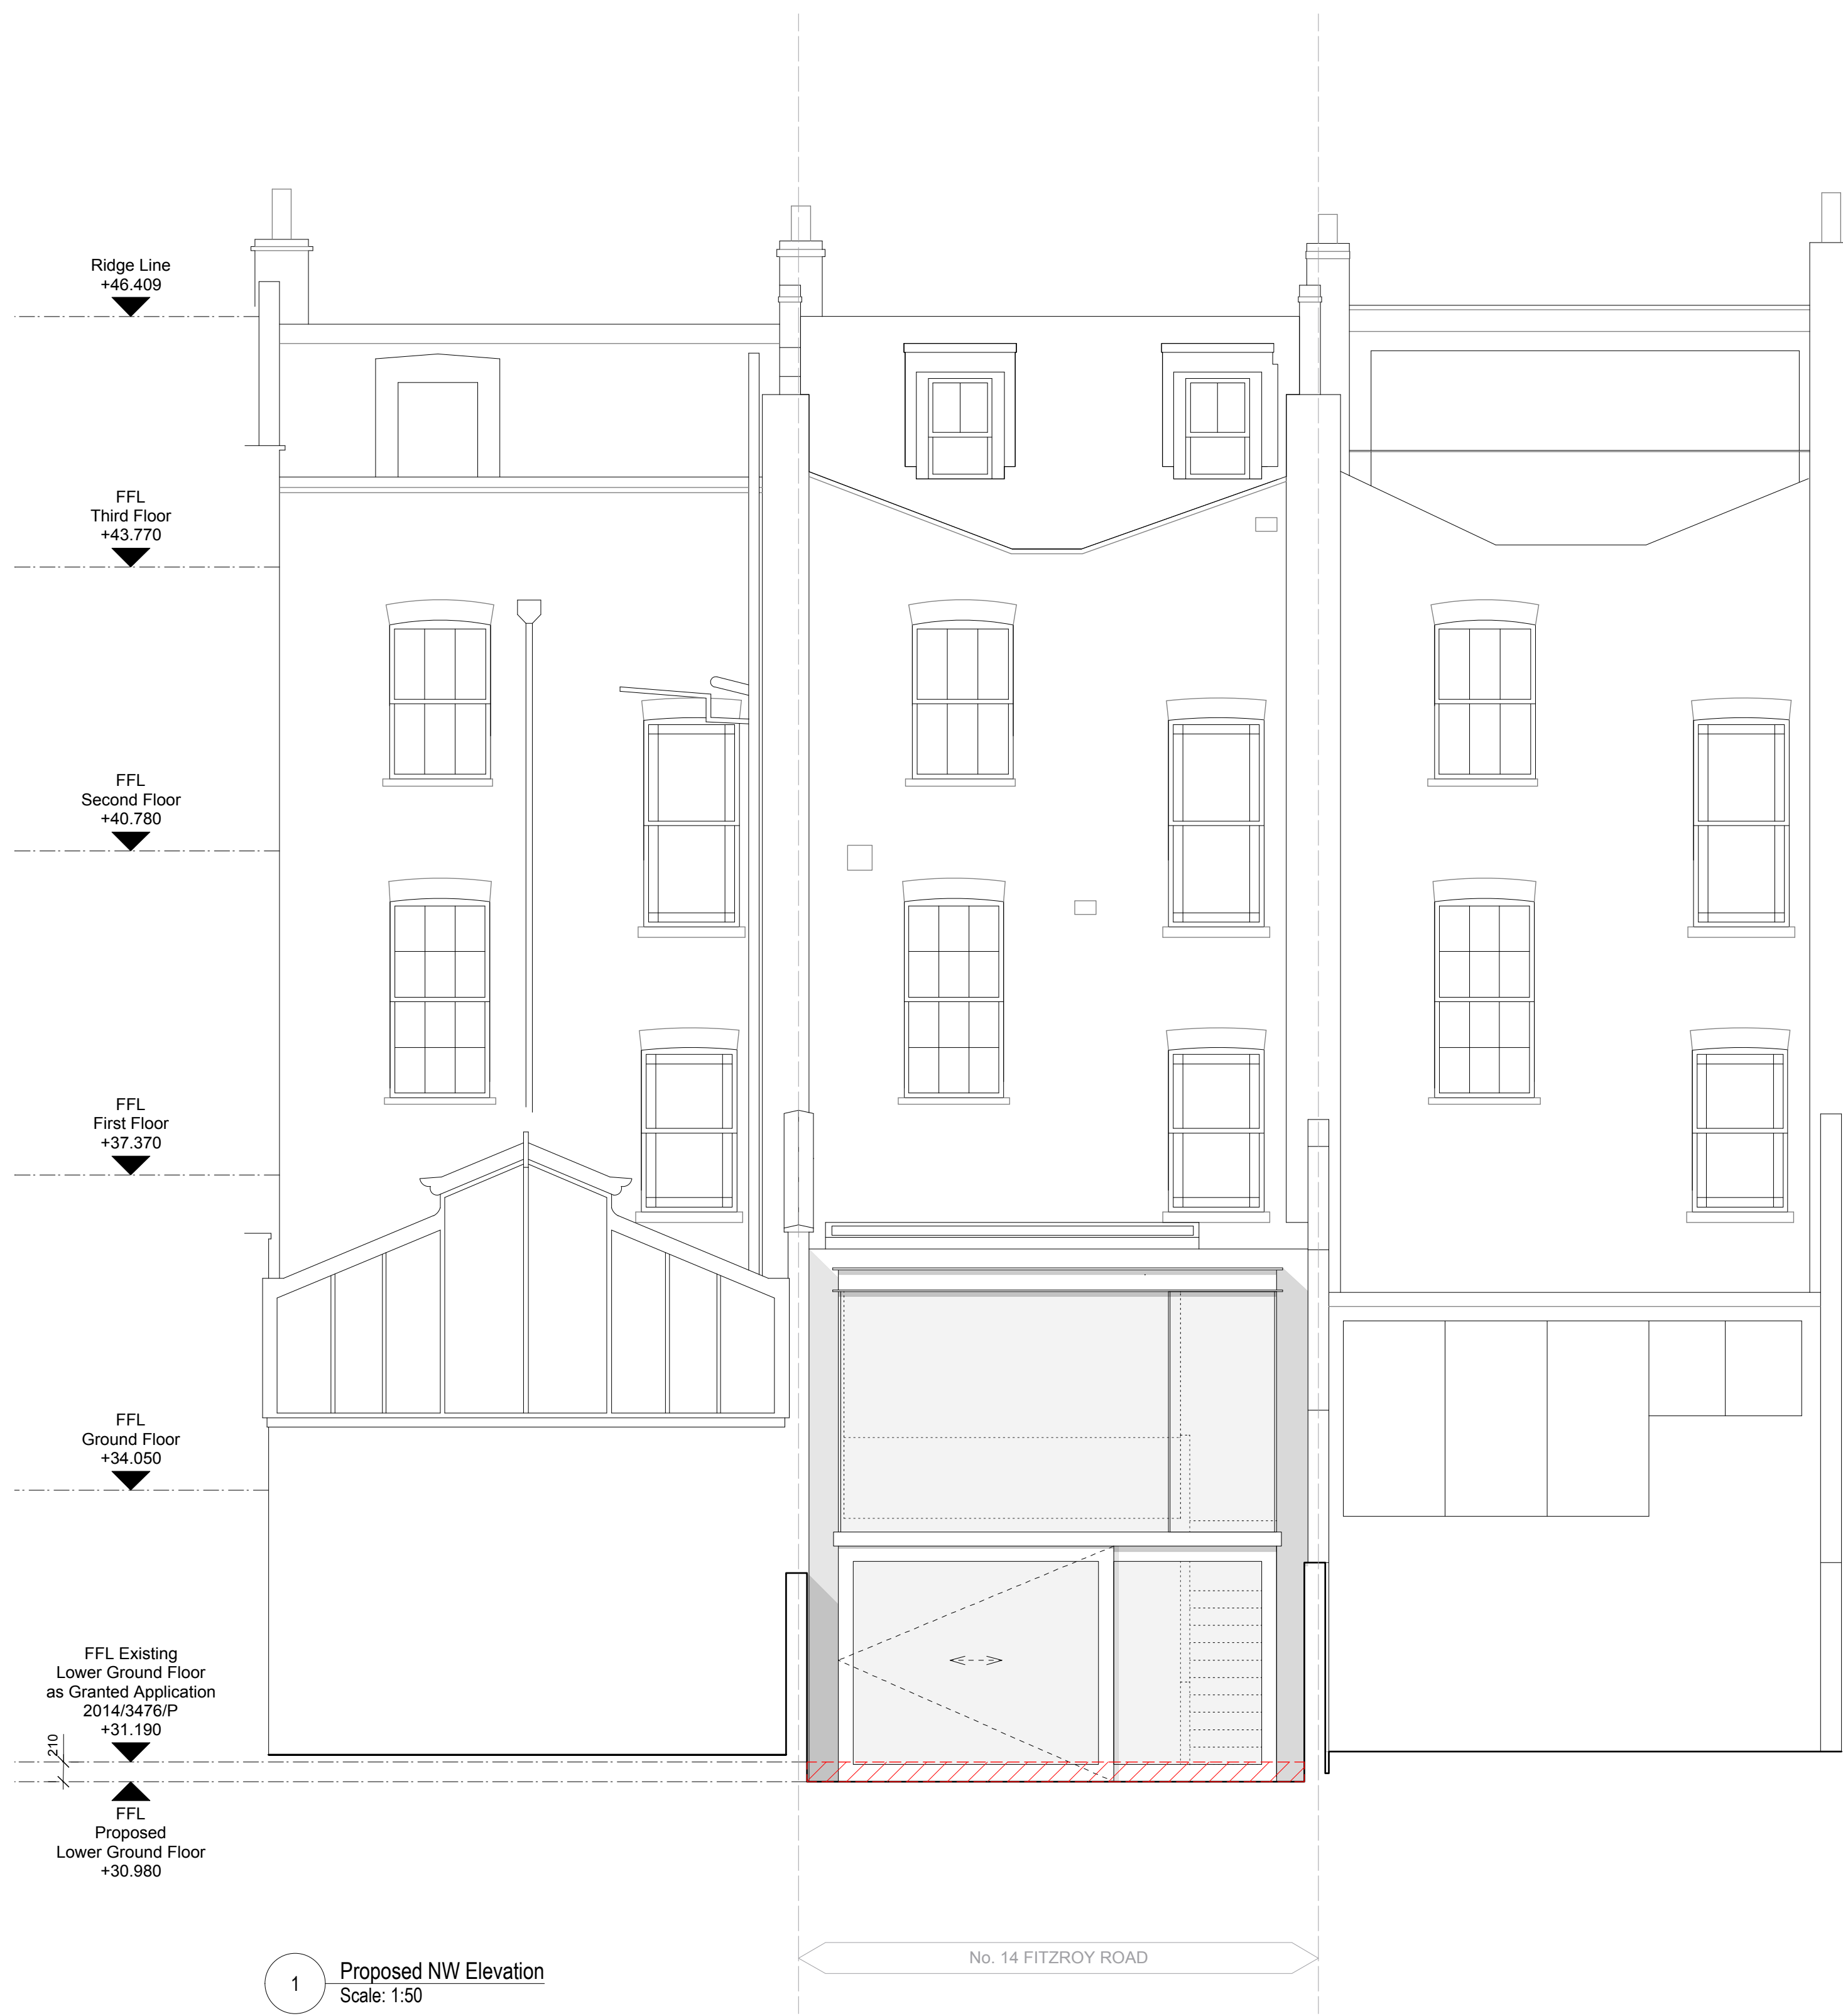 Ridge Line
+46.409
FFL
Third Floor
+43.770
FFL
Second Floor
+40.780
FFL
First Floor
+37.370
FFL
Ground Floor
+34.050
FFL Existing
Lower Ground Floor
as Granted Application
2014/3476/P
+31.190
210
FFL
Proposed
Lower Ground Floor
+30.980
No. 14 FITZROY ROAD
1
Proposed NW Elevation
Scale: 1:50